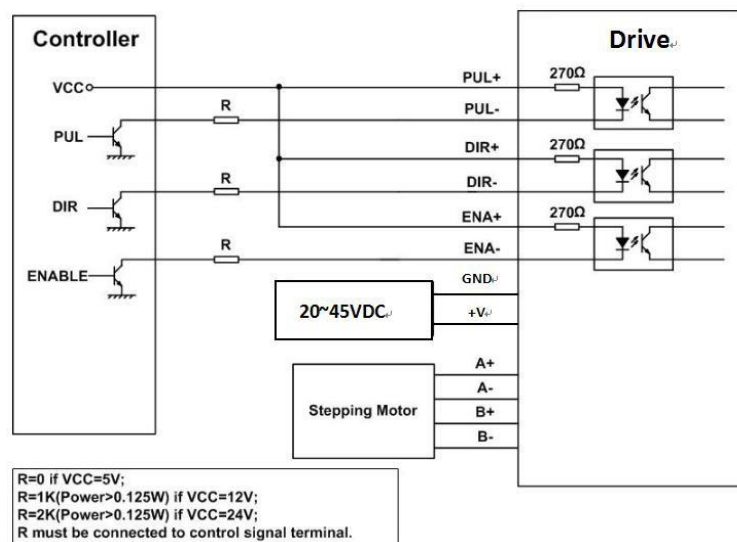 Controller
Drive
VCC
PUL+
270Ω
R
PUL
PUL-
DIR+
270Ω
R
DIR
DIR-
ENA+
270Ω
R
ENABLE
ENA-
GND
20~45VDC
+V
A+
A-
Stepping Motor
B+
B-
R=0 if VCC=5V;
R=1K(Power>0.125W) if VCC=12V;
R=2K(Power>0.125W) if VCC=24V;
R must be connected to control signal terminal.